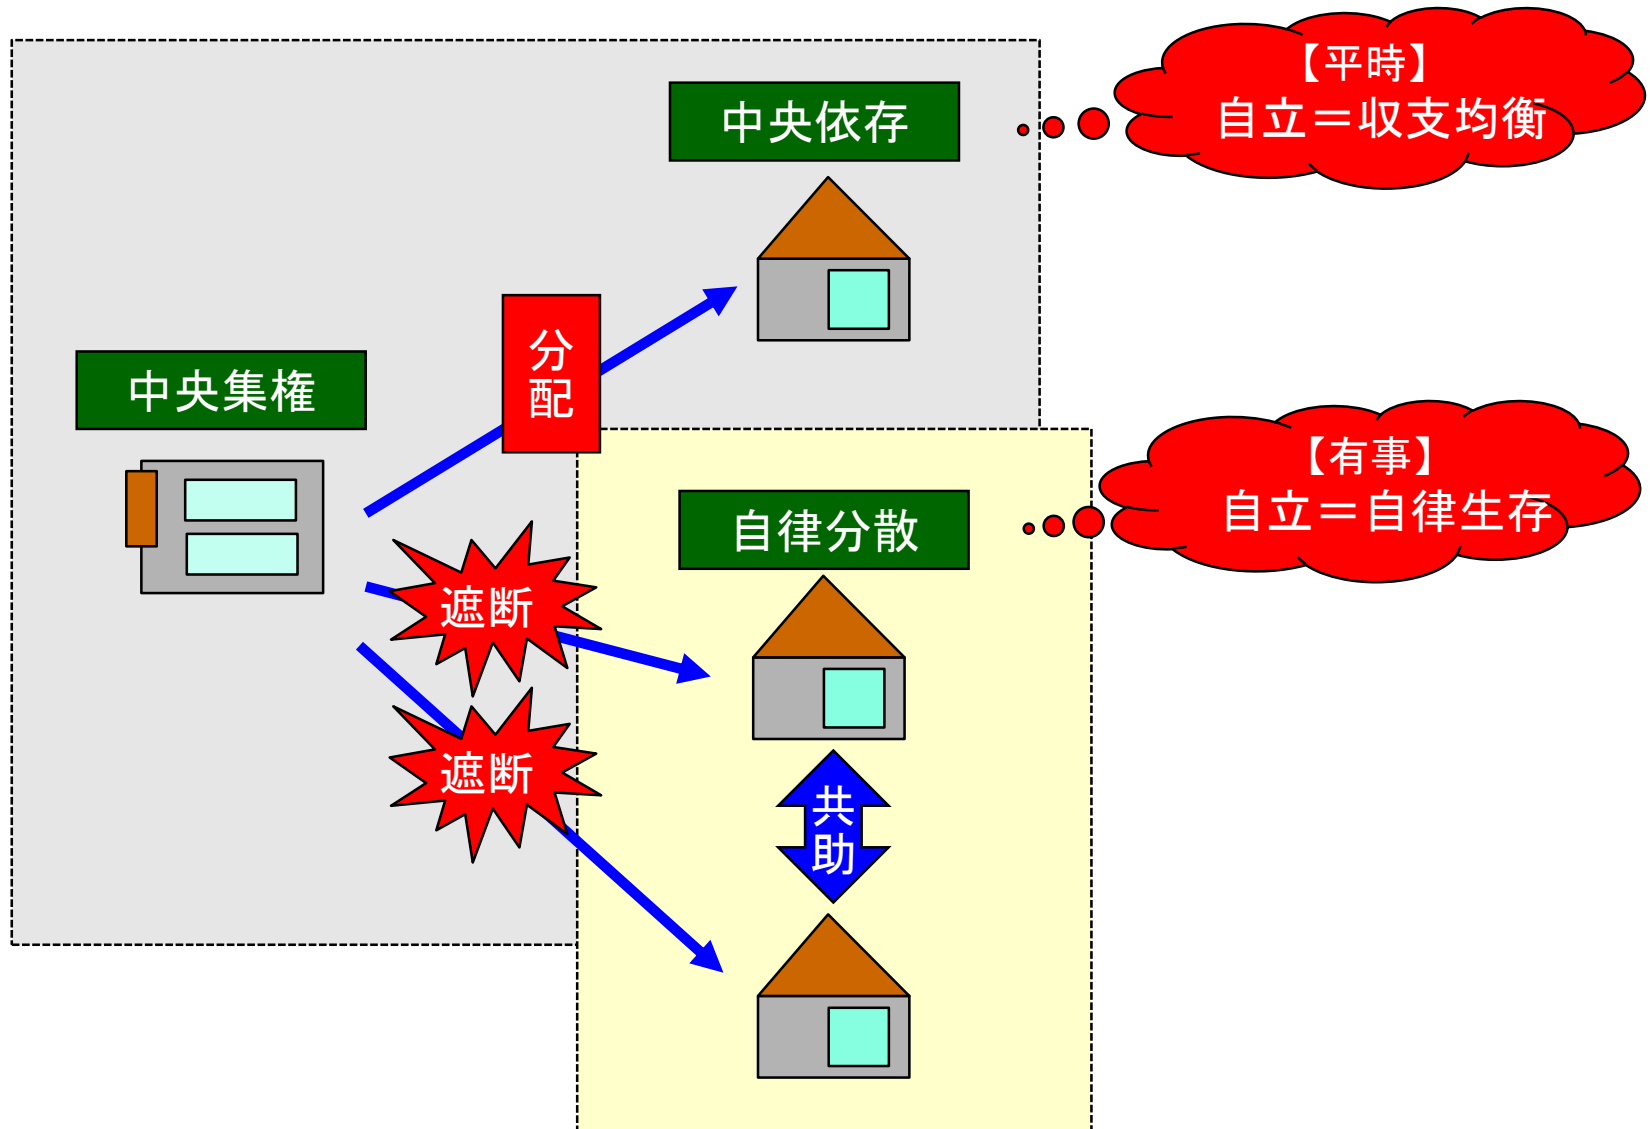 【平時】
自立＝収支均衡
中央依存
分配
中央集権
【有事】
自立＝自律生存
自律分散
遮断
遮断
共助